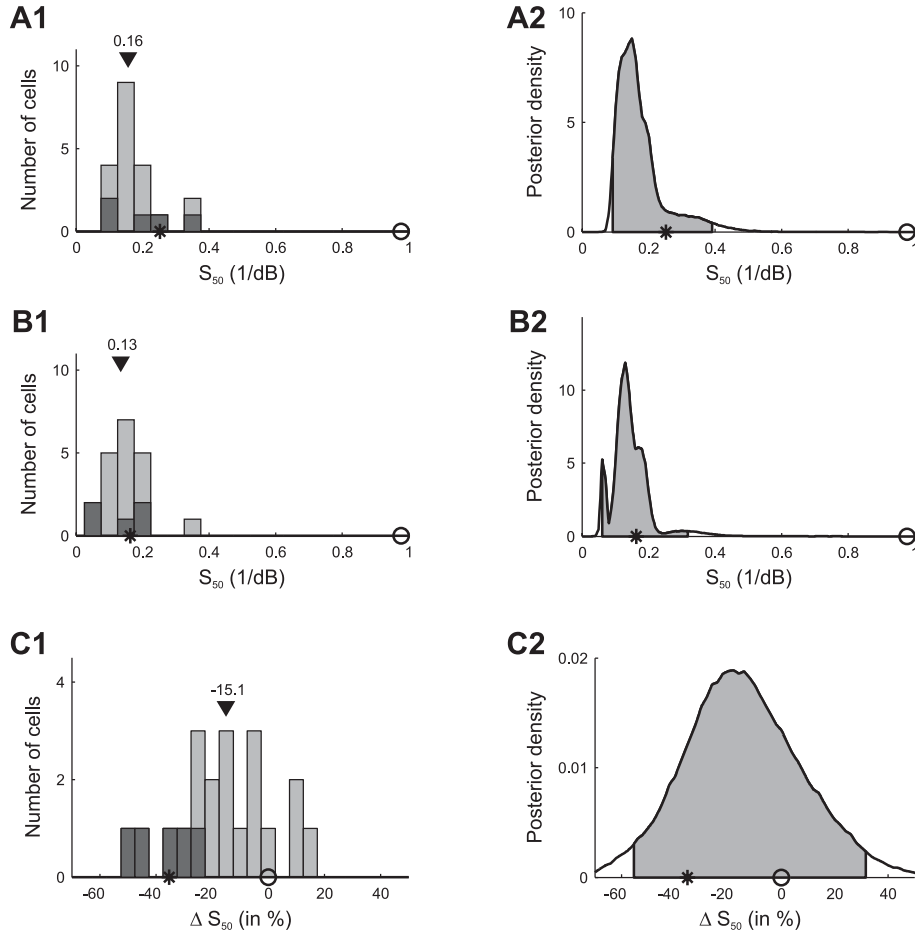 A1
0.16
Number of cells
10
5
0
0 0.2 0.4 0.6 0.8 1
S50 (1/dB)
A2
Posterior density
10
5
0
0 0.2 0.4 0.6 0.8 1
S50 (1/dB)
B1
0.13
Number of cells
10
5
0
0 0.2 0.4 0.6 0.8 1
S50 (1/dB)
B2
Posterior density
10
5
0
0 0.2 0.4 0.6 0.8 1
S50 (1/dB)
C1
-15.1
Number of cells
4
2
0
-60 -40 -20 0 20 40
Δ S50 (in %)
C2
Posterior density
0.02
0.01
0
-60 -40 -20 0 20 40
Δ S50 (in %)